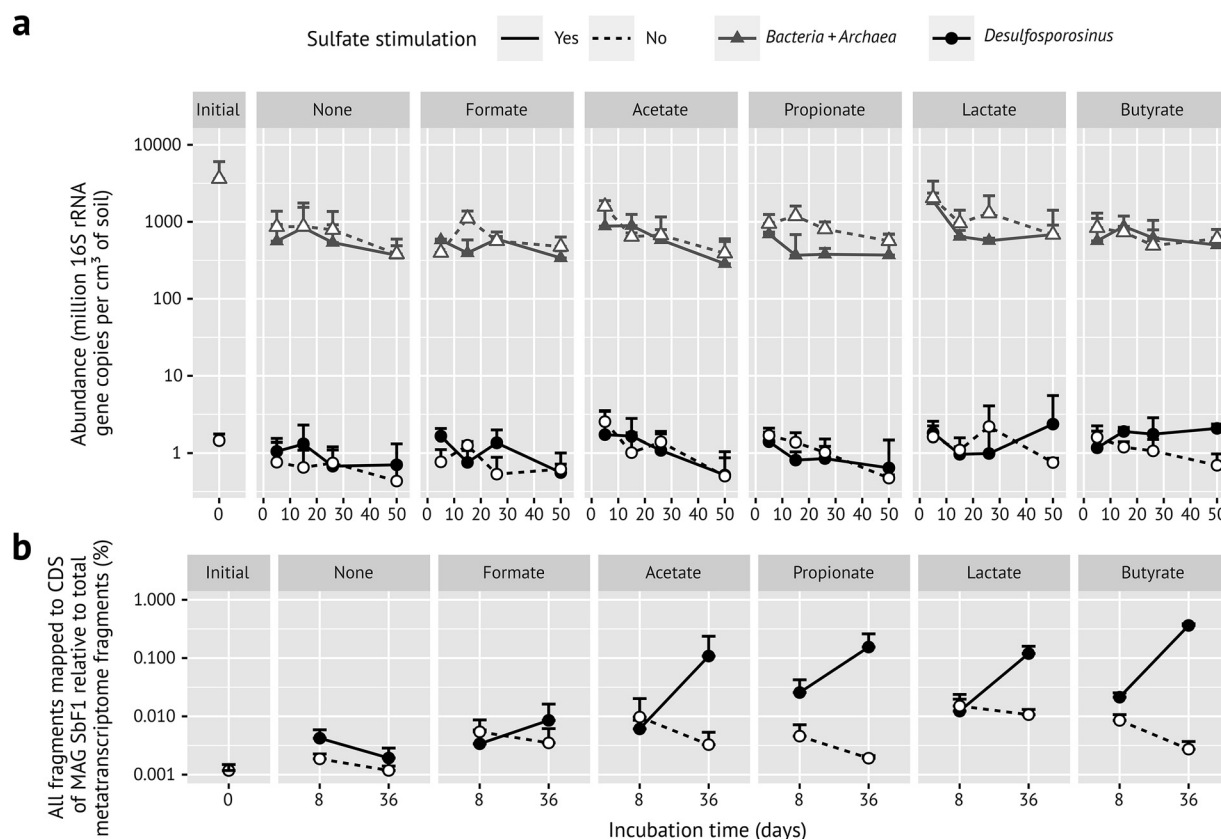 a
Sulfate stimulation Yes No Bacteria + Archaea Desulfosporosinus
Initial None Formate Acetate Propionate Lactate Butyrate
Abundance (million 16S rRNA
gene copies per cm³ of soil)
10000
1000
100
10
1
0 0 10 20 30 40 50 0 10 20 30 40 50 0 10 20 30 40 50 0 10 20 30 40 50 0 10 20 30 40 50 0 10 20 30 40 50
b
Initial None Formate Acetate Propionate Lactate Butyrate
All fragments mapped to CDS
of MAG SbF1 relative to total
metatranscriptome fragments (%)
1.000
0.100
0.010
0.001
0 8 36 8 36 8 36 8 36 8 36 8 36
Incubation time (days)